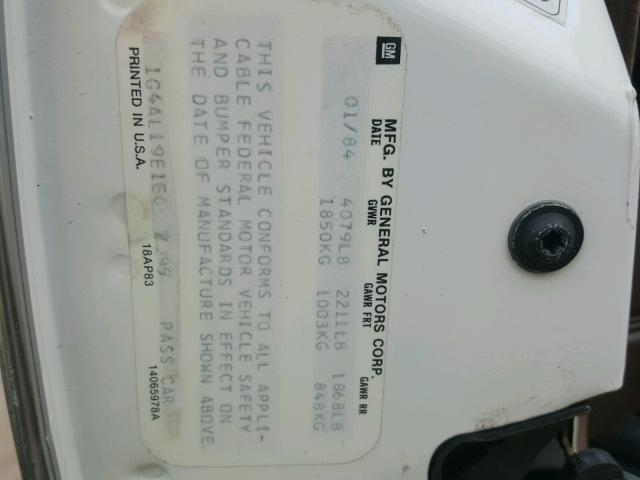 GM
MFG. BY GENERAL MOTORS CORP.
DATE GVWR GAWR FRT GAWR RR
01/84 4079LB 2211LB 1868LB
1850KG 1003KG 848KG
THIS VEHICLE CONFORMS TO ALL APPLI-
CABLE FEDERAL MOTOR VEHICLE SAFETY
AND BUMPER STANDARDS IN EFFECT ON
THE DATE OF MANUFACTURE SHOWN ABOVE.
1G4AL19E1E6 PASS CAR
PRINTED IN U.S.A. 18AP83 14065978A